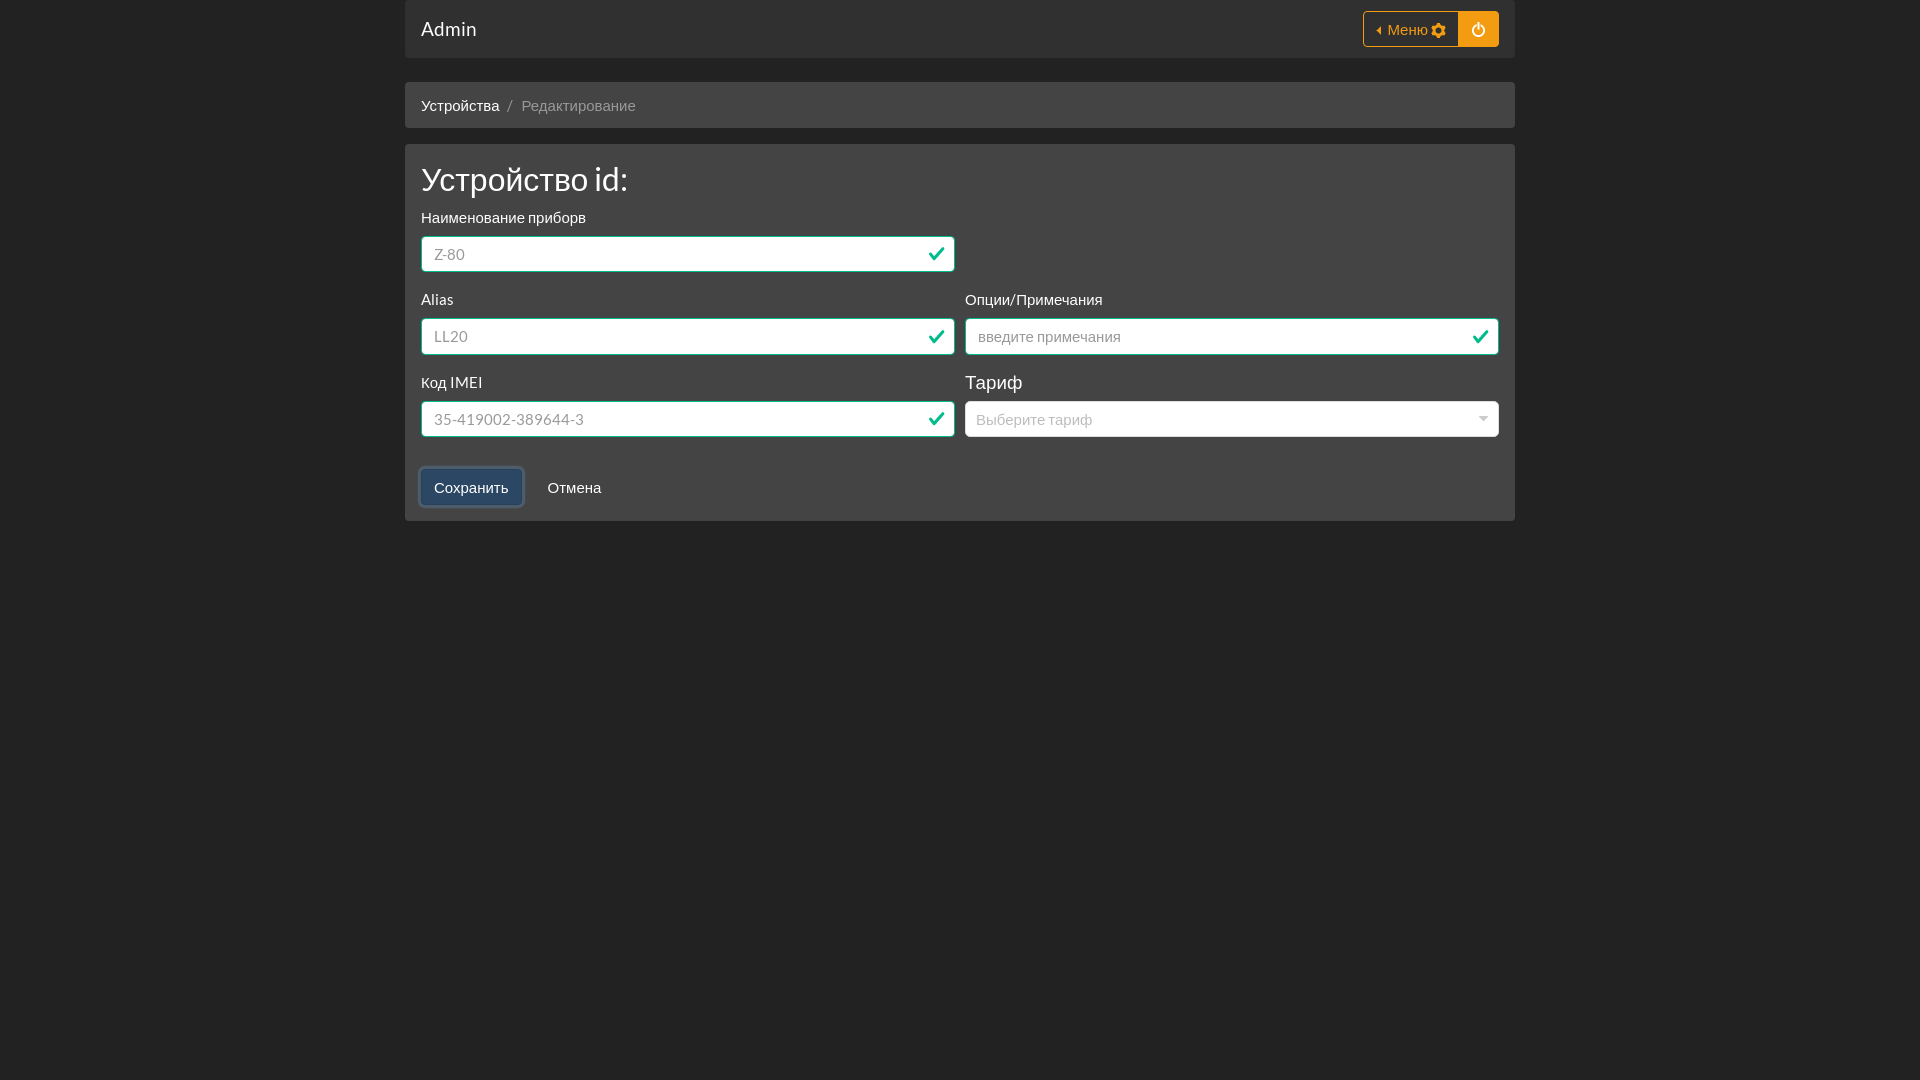 Admin
Меню
Устройства / Редактирование
Устройство id:
Наименование приборв
Z-80
Alias
Опции/Примечания
LL20
введите примечания
Код IMEI
Тариф
35-419002-389644-3
Выберите тариф
Сохранить
Отмена